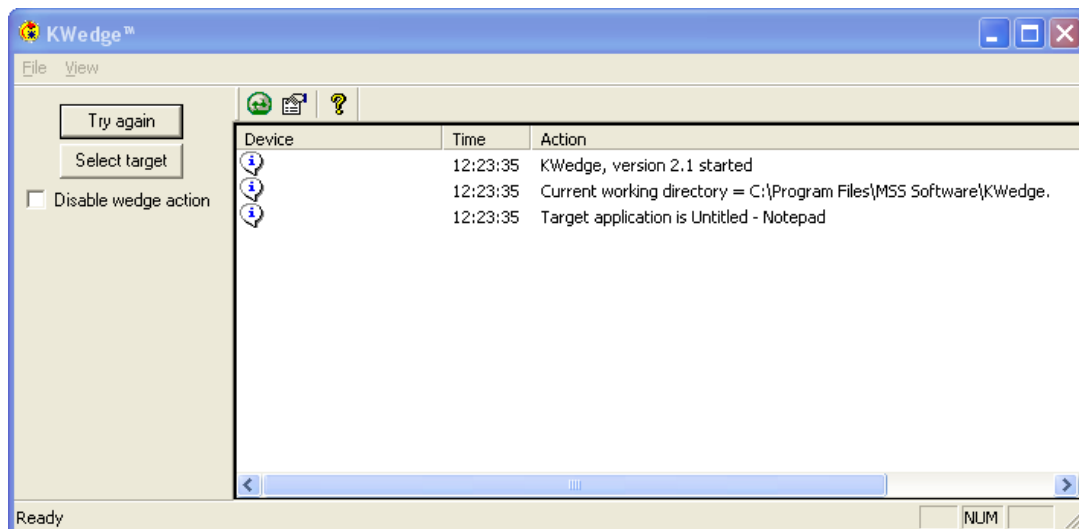 KWedge™
File View
Try again
Select target
Disable wedge action
Device Time Action
12:23:35 KWedge, version 2.1 started
12:23:35 Current working directory = C:\Program Files\MSS Software\KWedge.
12:23:35 Target application is Untitled - Notepad
Ready NUM